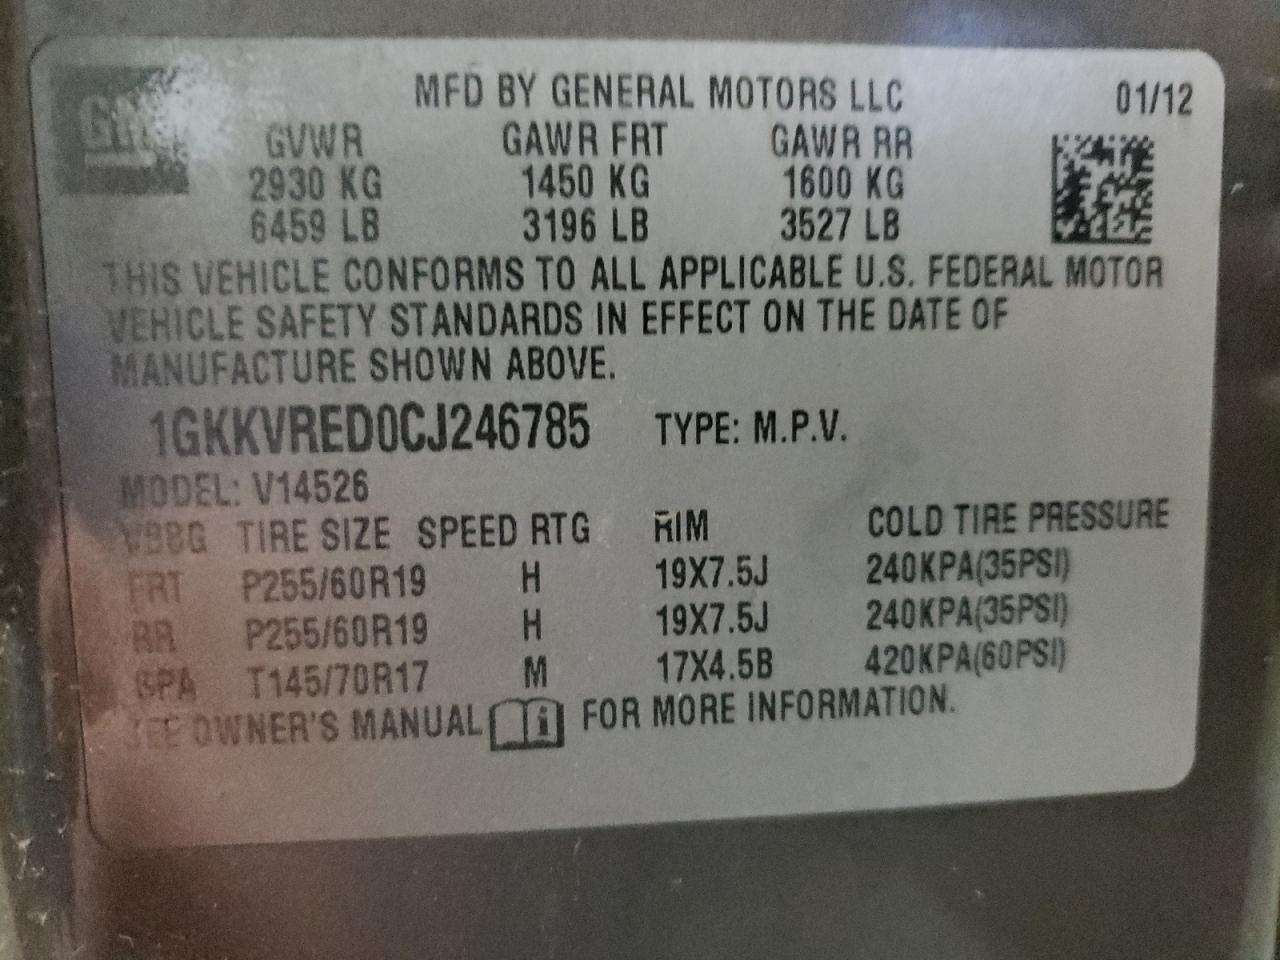 GM
MFD BY GENERAL MOTORS LLC 01/12
GVWR GAWR FRT GAWR RR
2930 KG 1450 KG 1600 KG
6459 LB 3196 LB 3527 LB
THIS VEHICLE CONFORMS TO ALL APPLICABLE U.S. FEDERAL MOTOR
VEHICLE SAFETY STANDARDS IN EFFECT ON THE DATE OF
MANUFACTURE SHOWN ABOVE.
1GKKVRED0CJ246785 TYPE: M.P.V.
MODEL: V14526
TIRE SIZE SPEED RTG RIM COLD TIRE PRESSURE
FRT P255/60R19 H 19X7.5J 240KPA(35PSI)
RR P255/60R19 H 19X7.5J 240KPA(35PSI)
SPA T145/70R17 M 17X4.5B 420KPA(60PSI)
SEE OWNER'S MANUAL FOR MORE INFORMATION.